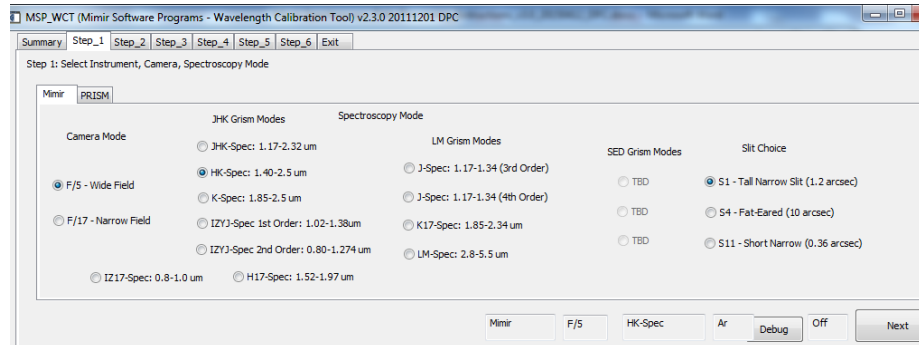 MSP_WCT (Mimir Software Programs - Wavelength Calibration Tool) v2.3.0 20111201 DPC
Summary Step_1 Step_2 Step_3 Step_4 Step_5 Step_6 Exit
Step 1: Select Instrument, Camera, Spectroscopy Mode
Mimir PRISM
Spectroscopy Mode
Camera Mode
F/5 - Wide Field
F/17 - Narrow Field
JHK Grism Modes
JHK-Spec: 1.17-2.32 um
HK-Spec: 1.40-2.5 um
K-Spec: 1.85-2.5 um
IZYJ-Spec 1st Order: 1.02-1.38um
IZYJ-Spec 2nd Order: 0.80-1.274 um
IZ17-Spec: 0.8-1.0 um
H17-Spec: 1.52-1.97 um
LM Grism Modes
J-Spec: 1.17-1.34 (3rd Order)
J-Spec: 1.17-1.34 (4th Order)
K17-Spec: 1.85-2.34 um
LM-Spec: 2.8-5.5 um
SED Grism Modes
TBD
TBD
TBD
Slit Choice
S1 - Tall Narrow Slit (1.2 arcsec)
S4 - Fat-Eared (10 arcsec)
S11 - Short Narrow (0.36 arcsec)
Mimir F/5 HK-Spec Ar Debug Off Next